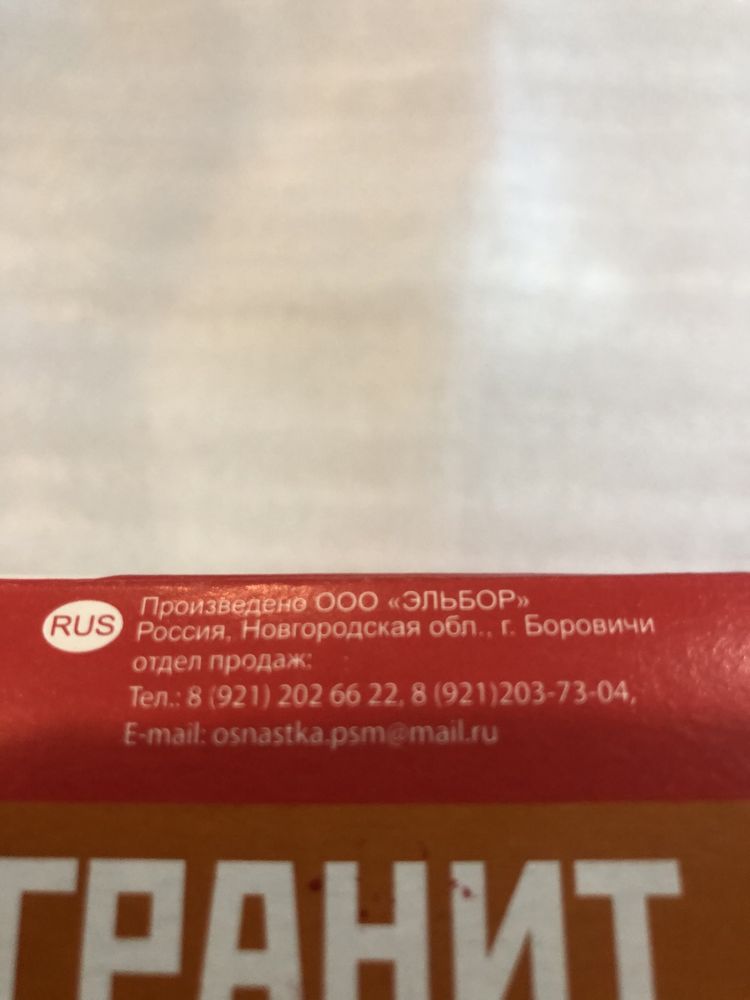 RUS
Произведено ООО «ЭЛЬБОР»
Россия, Новгородская обл., г. Боровичи
отдел продаж:
Тел.: 8 (921) 202 66 22, 8 (921)203-73-04,
E-mail: osnastka.psm@mail.ru
ГРАНИТ